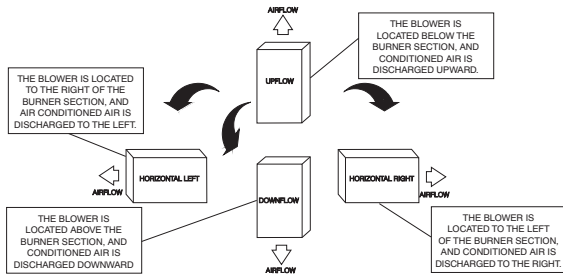 AIRFLOW
THE BLOWER IS
LOCATED BELOW THE
BURNER SECTION, AND
CONDITIONED AIR IS
DISCHARGED UPWARD.
UPFLOW
THE BLOWER IS LOCATED
TO THE RIGHT OF THE
BURNER SECTION, AND
AIR CONDITIONED AIR IS
DISCHARGED TO THE LEFT.
HORIZONTAL LEFT
AIRFLOW
HORIZONTAL RIGHT
AIRFLOW
DOWNFLOW
THE BLOWER IS
LOCATED ABOVE THE
BURNER SECTION, AND
CONDITIONED AIR IS
DISCHARGED DOWNWARD
THE BLOWER IS
LOCATED TO THE LEFT
OF THE BURNER SECTION,
AND CONDITIONED AIR IS
DISCHARGED TO THE RIGHT.
AIRFLOW